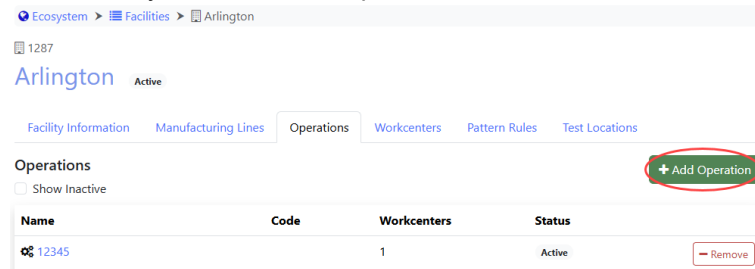 Ecosystem > Facilities > Arlington
1287
Arlington Active
Facility Information Manufacturing Lines Operations Workcenters Pattern Rules Test Locations
Operations + Add Operation
Show Inactive
Name Code Workcenters Status
12345 1 Active − Remove